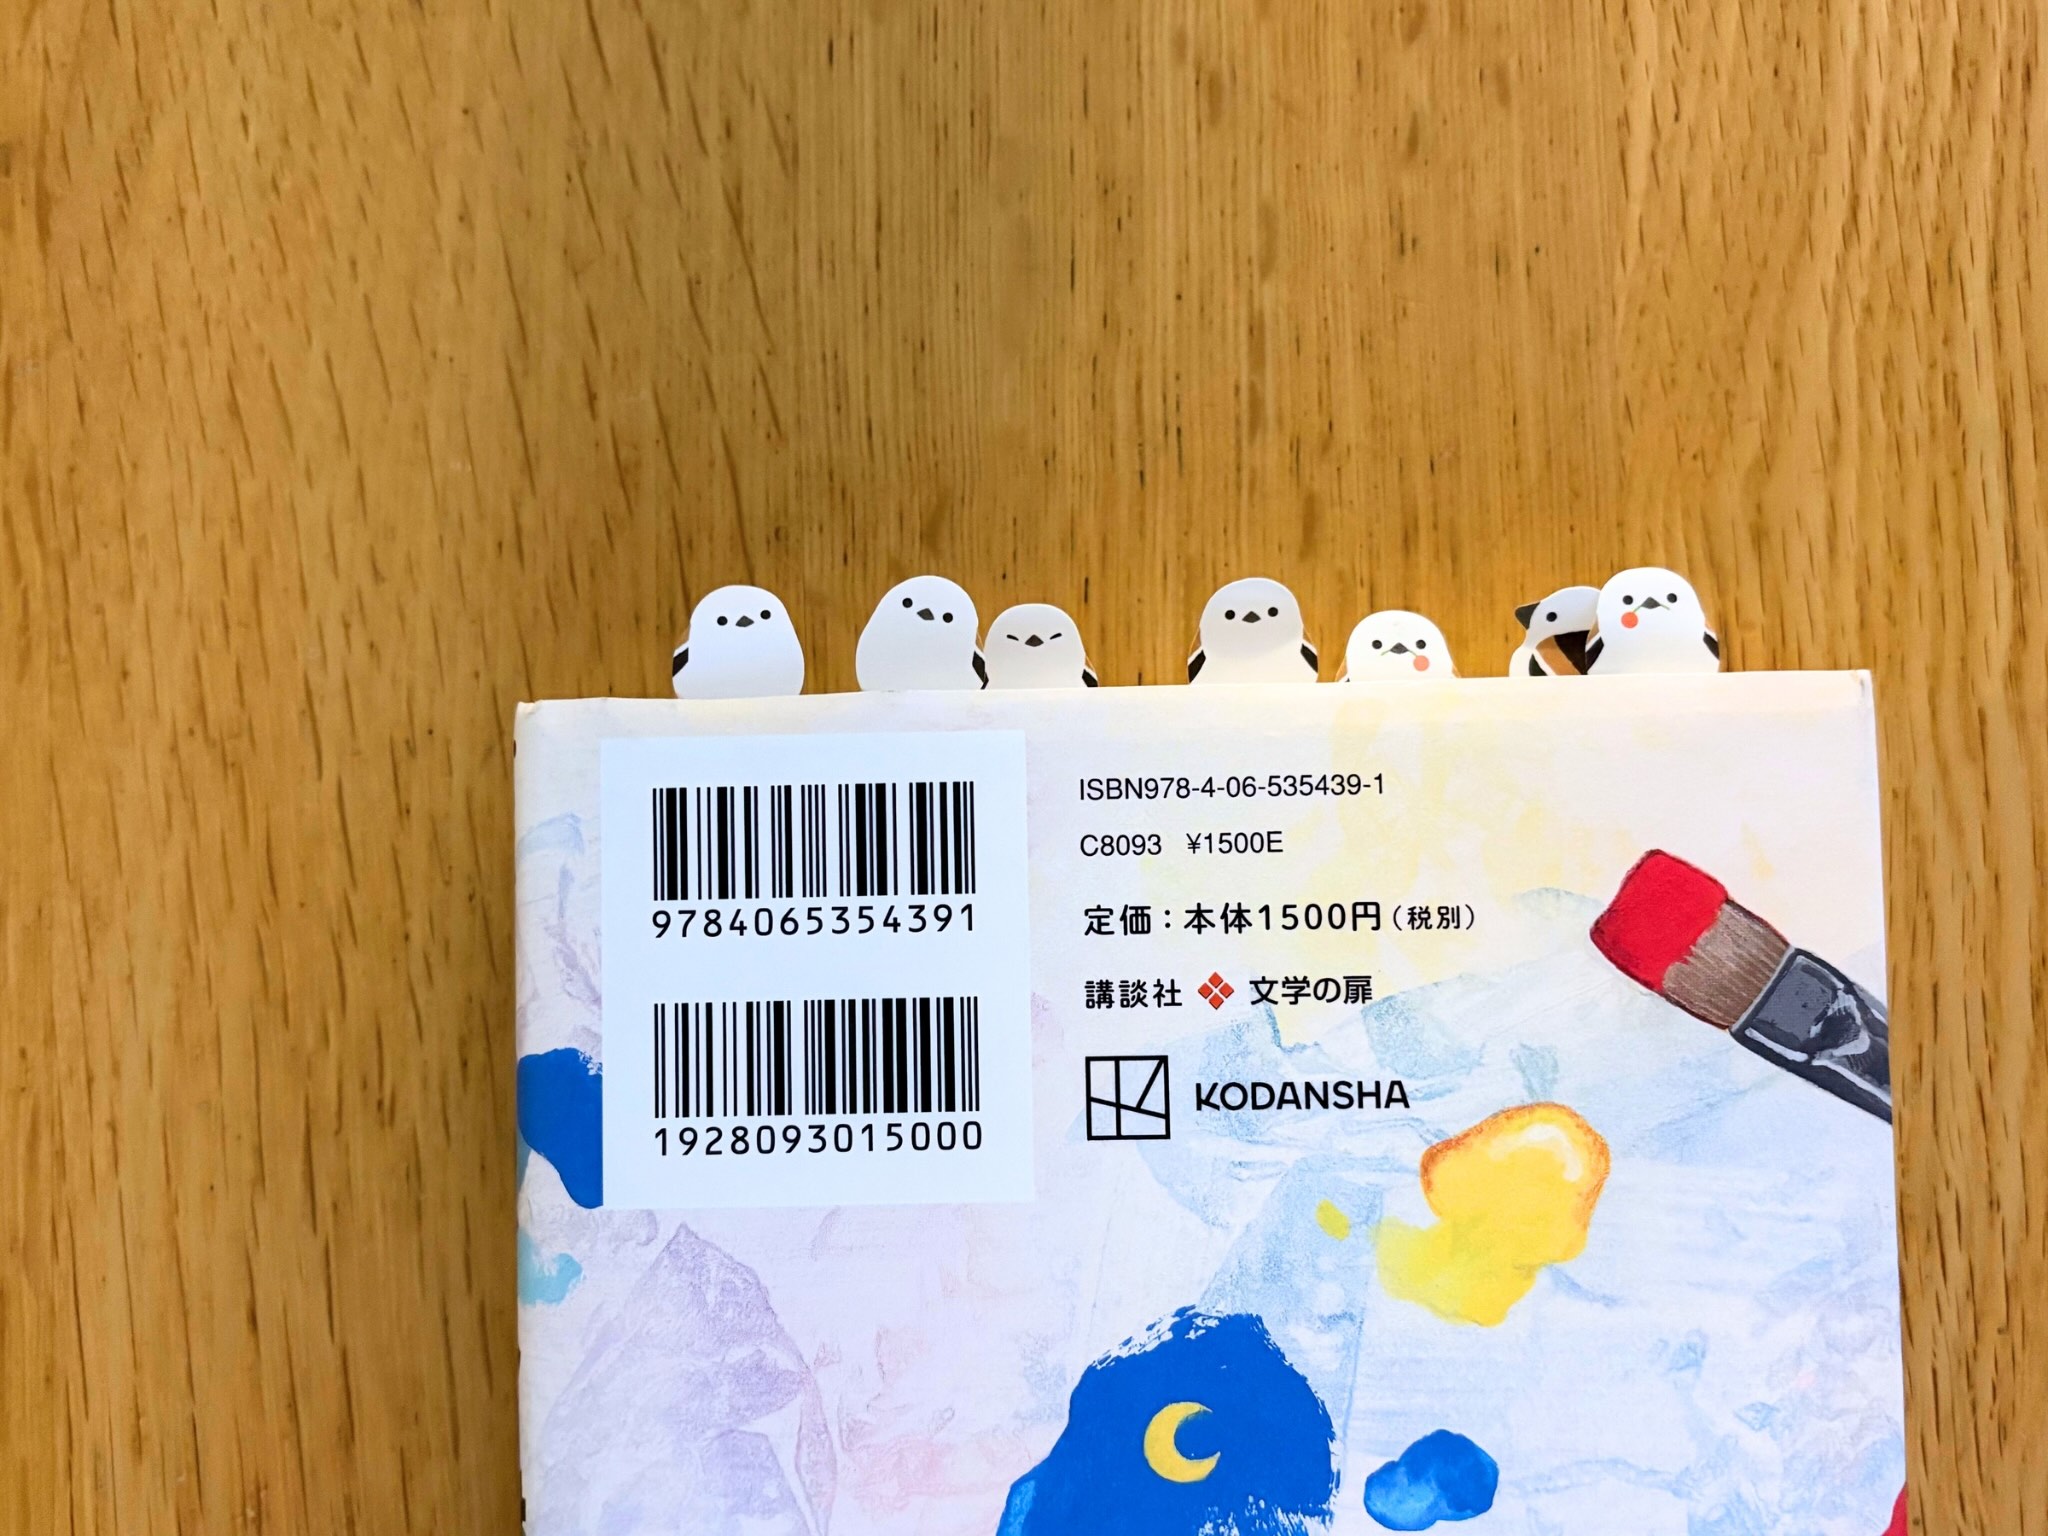 9784065354391
1928093015000
ISBN978-4-06-535439-1
C8093 ¥1500E
定価：本体1500円（税別）
講談社 文学の扉
KODANSHA